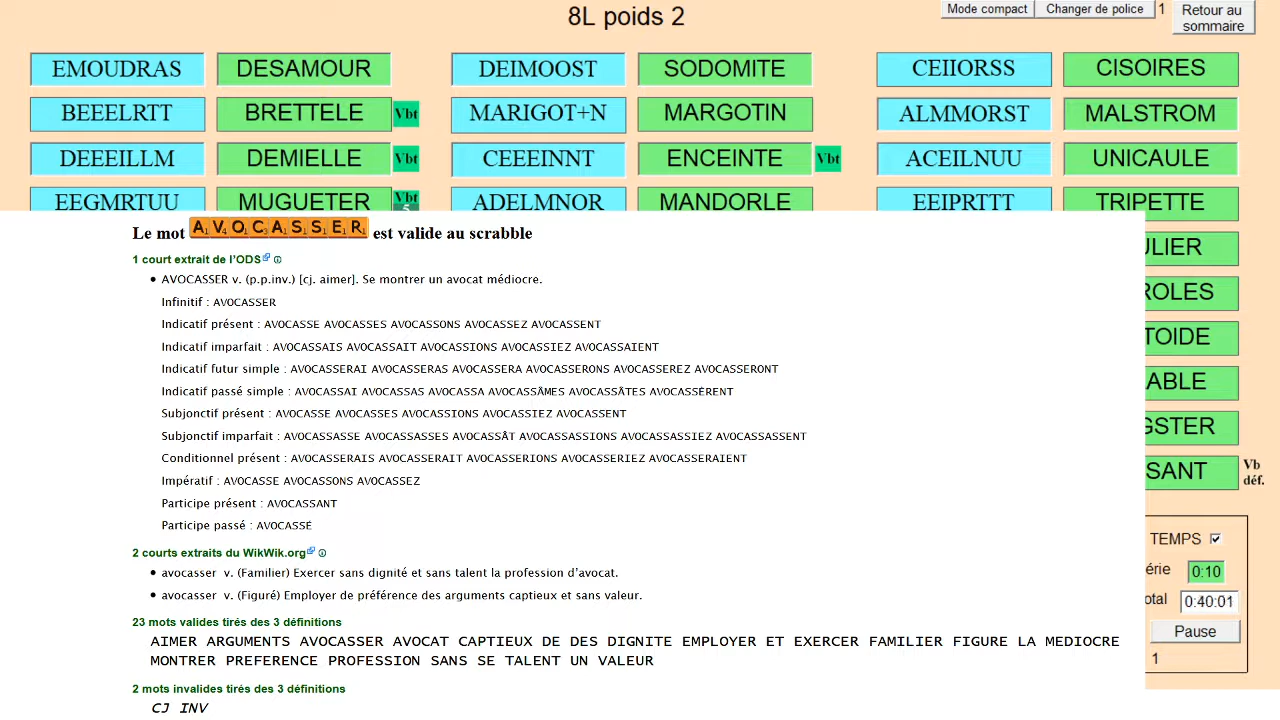 8L poids 2
Mode compact Changer de police 1 Retour au sommaire
EMOUDRAS DESAMOUR DEIMOOST SODOMITE CEIIORSS CISOIRES
BEEELRTT BRETTELE Vbt MARIGOT+N MARGOTIN ALMMORST MALSTROM
DEEEILLM DEMIELLE Vbt CEEEINNT ENCEINTE Vbt ACEILNUU UNICAULE
EEGMRTUU MUGUETER Vbt ADELMNOR MANDORLE EEIPRTTT TRIPETTE
Le mot AVOCASSER est valide au scrabble
ULIER
1 court extrait de l'ODS
• AVOCASSER v. (p.p.inv.) [cj. aimer]. Se montrer un avocat médiocre.
ROLES
Infinitif : AVOCASSER
Indicatif présent : AVOCASSE AVOCASSES AVOCASSONS AVOCASSEZ AVOCASSENT
TOIDE
Indicatif imparfait : AVOCASSAIS AVOCASSAIT AVOCASSIONS AVOCASSIEZ AVOCASSAIENT
Indicatif futur simple : AVOCASSERAI AVOCASSERAS AVOCASSERA AVOCASSERONS AVOCASSEREZ AVOCASSERONT
ABLE
Indicatif passé simple : AVOCASSAI AVOCASSAS AVOCASSA AVOCASSÂMES AVOCASSÂTES AVOCASSÈRENT
Subjonctif présent : AVOCASSE AVOCASSES AVOCASSIONS AVOCASSIEZ AVOCASSENT
GSTER
Subjonctif imparfait : AVOCASSASSE AVOCASSASSES AVOCASSÂT AVOCASSASSIONS AVOCASSASSIEZ AVOCASSASSENT
Conditionnel présent : AVOCASSERAIS AVOCASSERAIT AVOCASSERIONS AVOCASSERIEZ AVOCASSERAIENT
SANT Vb déf.
Impératif : AVOCASSE AVOCASSONS AVOCASSEZ
Participe présent : AVOCASSANT
Participe passé : AVOCASSÉ
TEMPS
2 courts extraits du WikWik.org
• avocasser v. (Familier) Exercer sans dignité et sans talent la profession d'avocat.
érie 0:10
• avocasser v. (Figuré) Employer de préférence des arguments captieux et sans valeur.
otal 0:40:01
23 mots valides tirés des 3 définitions
Pause
AIMER ARGUMENTS AVOCASSER AVOCAT CAPTIEUX DE DES DIGNITE EMPLOYER ET EXERCER FAMILIER FIGURE LA MEDIOCRE
MONTRER PREFERENCE PROFESSION SANS SE TALENT UN VALEUR
1
2 mots invalides tirés des 3 définitions
CJ INV